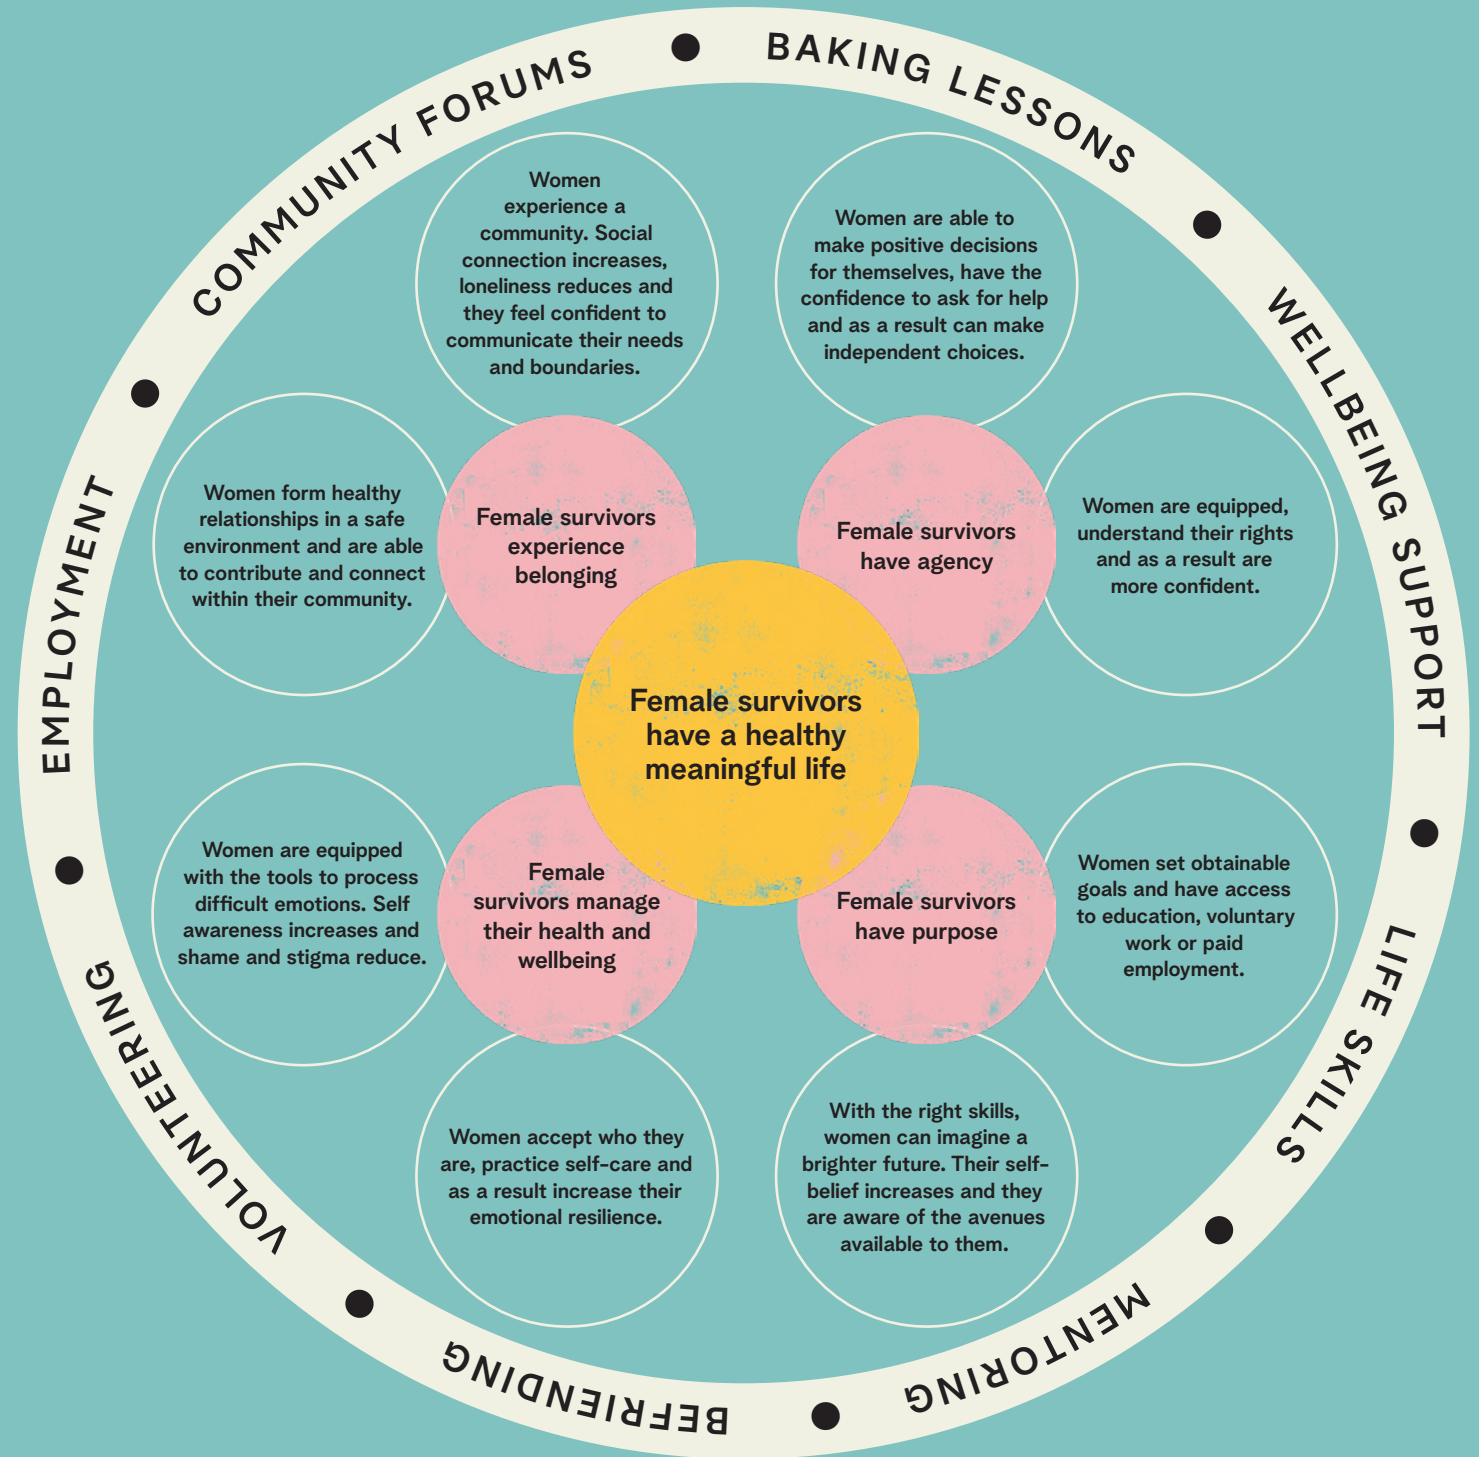 COMMUNITY FORUMS
BAKING LESSONS
WELLBEING SUPPORT
LIFE SKILLS
MENTORING
BEFRIENDING
VOLUNTEERING
EMPLOYMENT
Women
experience a
community. Social
connection increases,
loneliness reduces and
they feel confident to
communicate their needs
and boundaries.
Women are able to
make positive decisions
for themselves, have the
confidence to ask for help
and as a result can make
independent choices.
Women form healthy
relationships in a safe
environment and are able
to contribute and connect
within their community.
Female survivors
experience
belonging
Female survivors
have agency
Women are equipped,
understand their rights
and as a result are
more confident.
Female survivors
have a healthy
meaningful life
Women are equipped
with the tools to process
difficult emotions. Self
awareness increases and
shame and stigma reduce.
Female
survivors manage
their health and
wellbeing
Female survivors
have purpose
Women set obtainable
goals and have access
to education, voluntary
work or paid
employment.
Women accept who they
are, practice self-care and
as a result increase their
emotional resilience.
With the right skills,
women can imagine a
brighter future. Their self-
belief increases and they
are aware of the avenues
available to them.